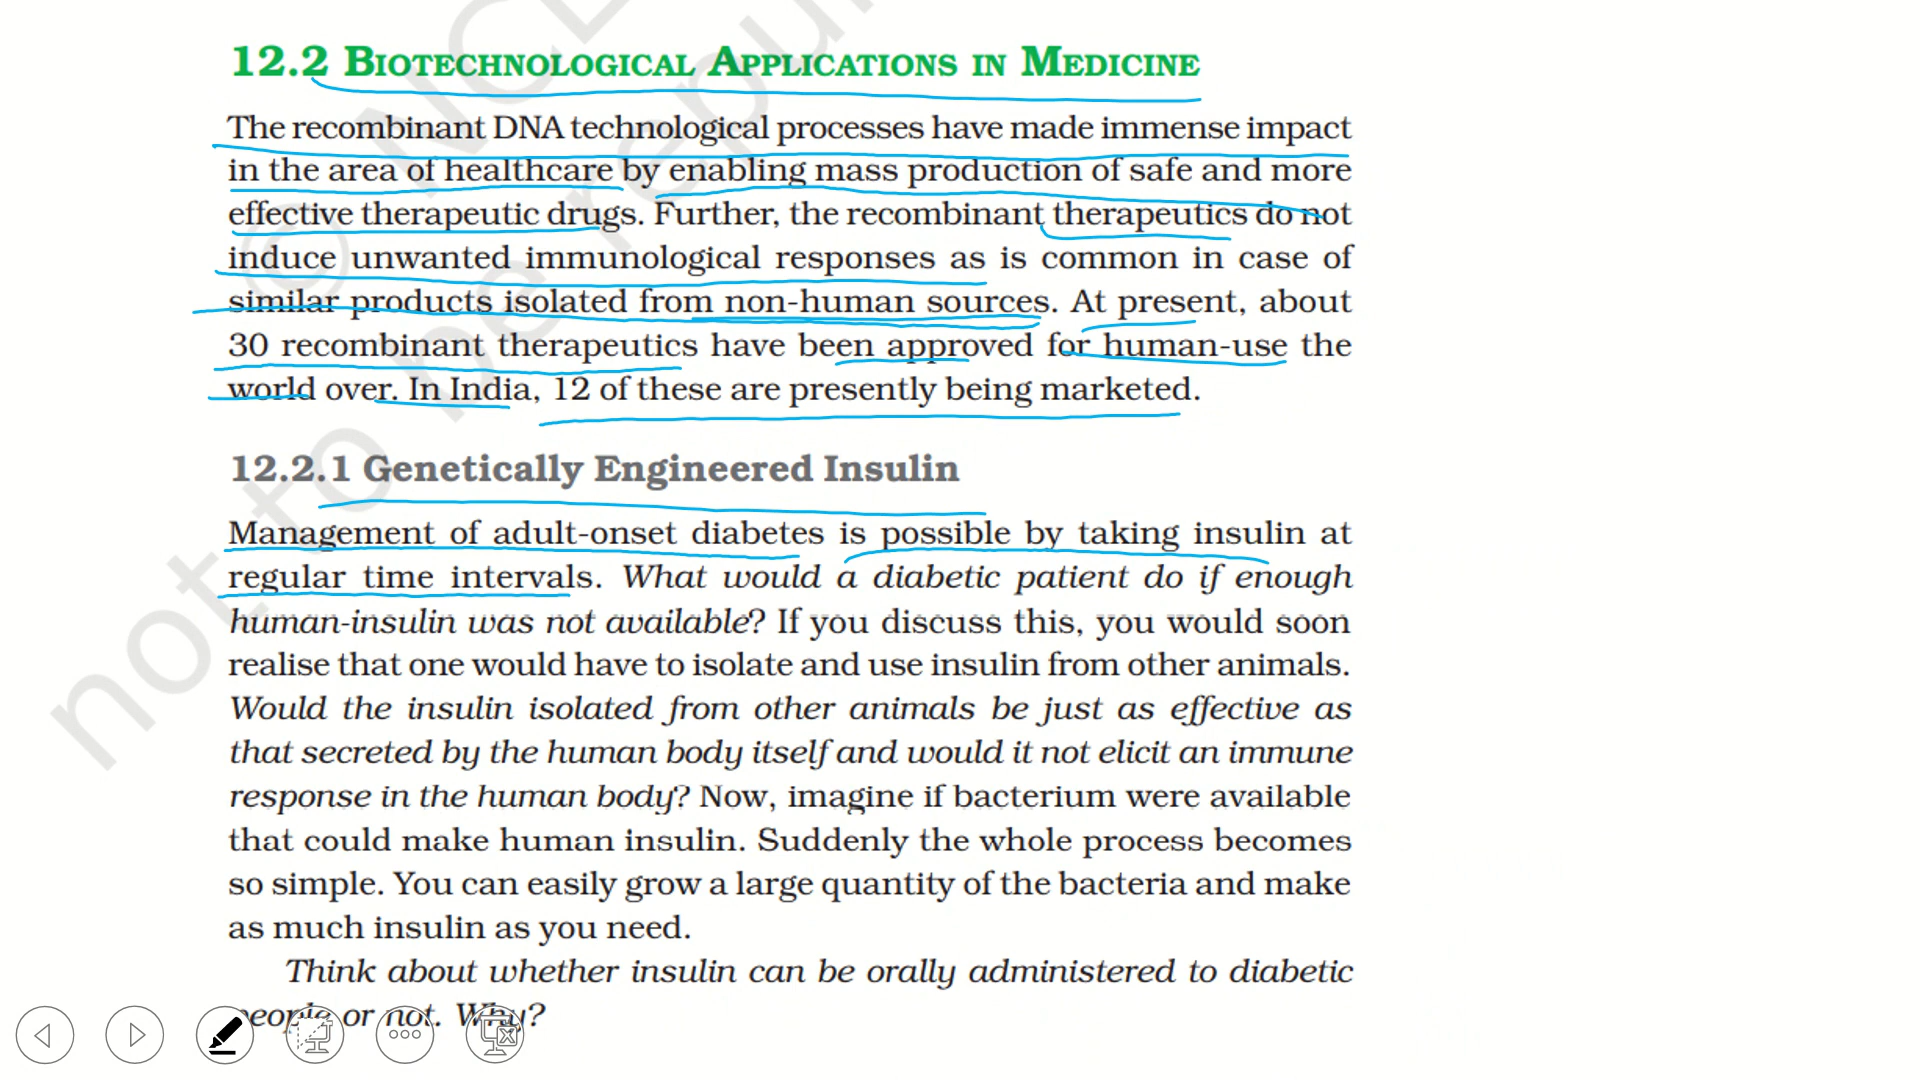 12.2 BIOTECHNOLOGICAL APPLICATIONS IN MEDICINE
The recombinant DNA technological processes have made immense impact
in the area of healthcare by enabling mass production of safe and more
effective therapeutic drugs. Further, the recombinant therapeutics do not
induce unwanted immunological responses as is common in case of
similar products isolated from non-human sources. At present, about
30 recombinant therapeutics have been approved for human-use the
world over. In India, 12 of these are presently being marketed.
12.2.1 Genetically Engineered Insulin
Management of adult-onset diabetes is possible by taking insulin at
regular time intervals. What would a diabetic patient do if enough
human-insulin was not available? If you discuss this, you would soon
realise that one would have to isolate and use insulin from other animals.
Would the insulin isolated from other animals be just as effective as
that secreted by the human body itself and would it not elicit an immune
response in the human body? Now, imagine if bacterium were available
that could make human insulin. Suddenly the whole process becomes
so simple. You can easily grow a large quantity of the bacteria and make
as much insulin as you need.
Think about whether insulin can be orally administered to diabetic
people or not. Why?
not to be repu